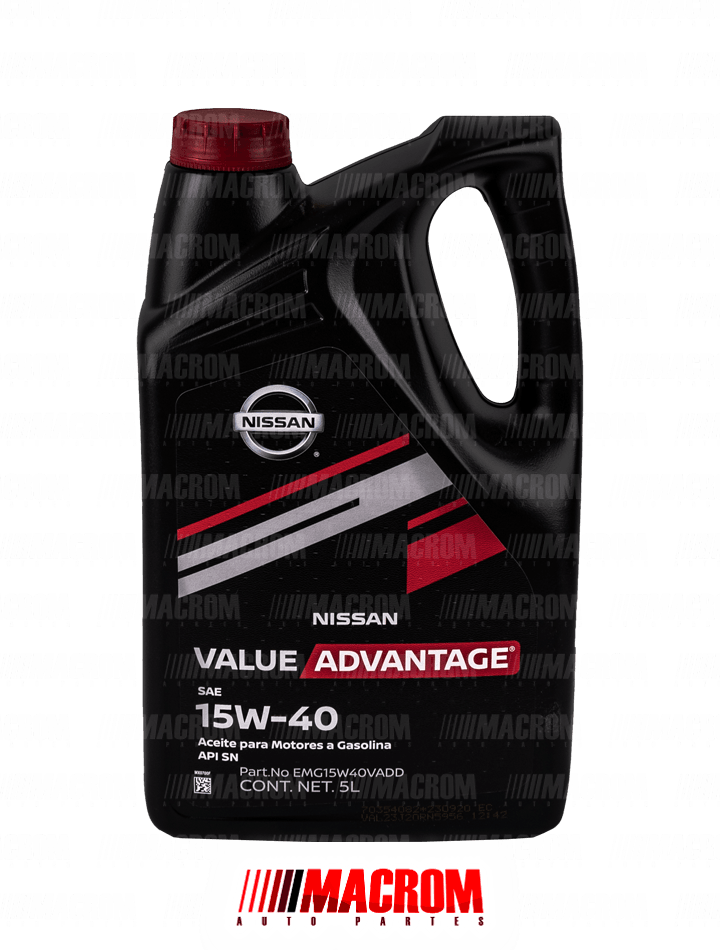 NISSAN
NISSAN
VALUE ADVANTAGE®
SAE
15W-40
Aceite para Motores a Gasolina
API SN
Part.No EMG15W40VADD
CONT. NET. 5L
MACROM
AUTO PARTES